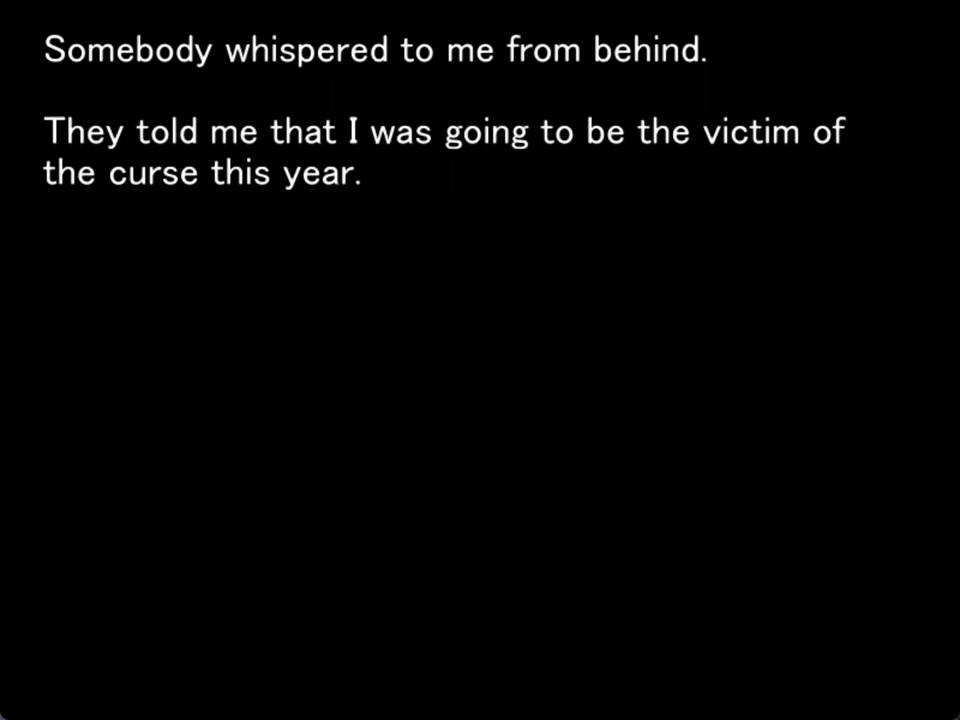 Somebody whispered to me from behind.
They told me that I was going to be the victim of
the curse this year.